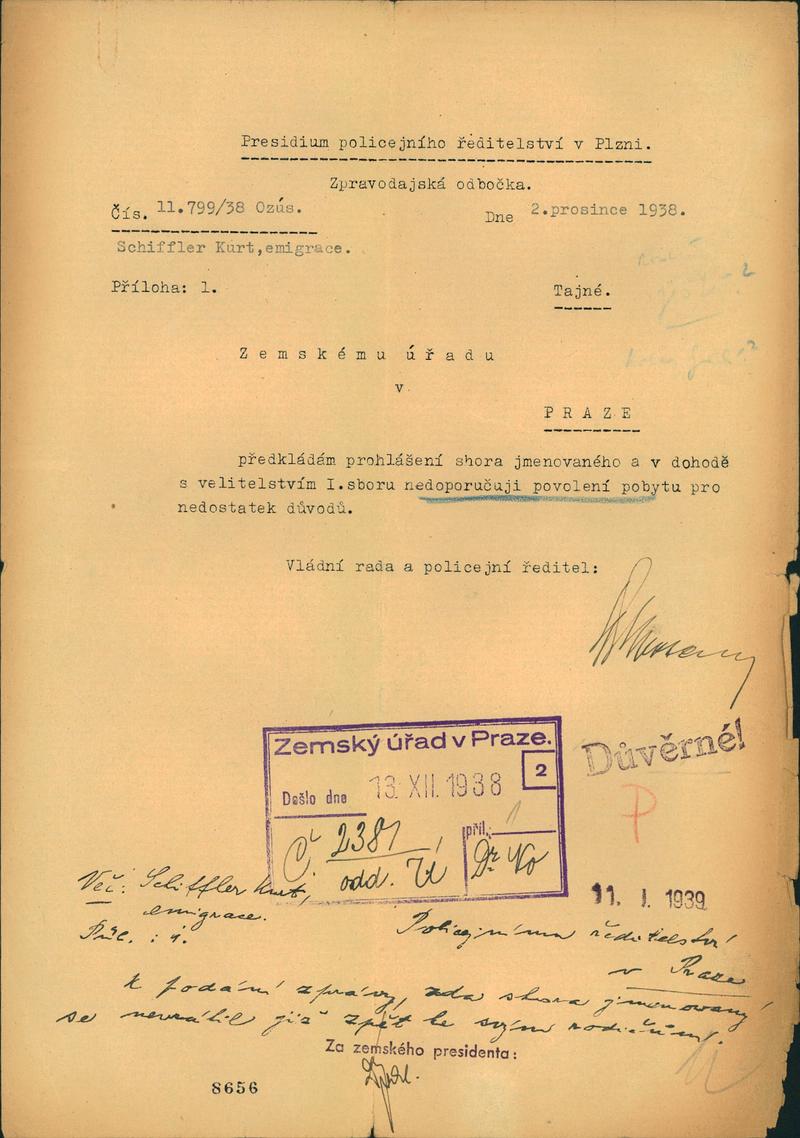 Presidium policejního ředitelství v Plzni.
Zpravodajská odbočka.
Čís. 11.799/38 Ozús.
Dne 2.prosince 1938.
Schiffler Kurt,emigrace.
Příloha: 1.
Tajné.
Zemskému úřadu
v
PRAZE
předkládám prohlášení shora jmenovaného a v dohodě
s velitelstvím I.sboru nedoporučuji povolení pobytu pro
nedostatek důvodů.
Vládní rada a policejní ředitel:
Zemský úřad v Praze.
2
Došlo dne 13. XII. 1938
příl.: 1
Č 2381
odd.
Dr
Důvěrné!
P
11. I. 1939
Věc: Schiffler Kurt,
emigrace.
Příl.: 1.
Policejnímu ředitelství
v Praze
k podání zprávy, zda shora jmenovaný
se nevrátil již zpět ke svým rodičům.
Za zemského presidenta:
8656